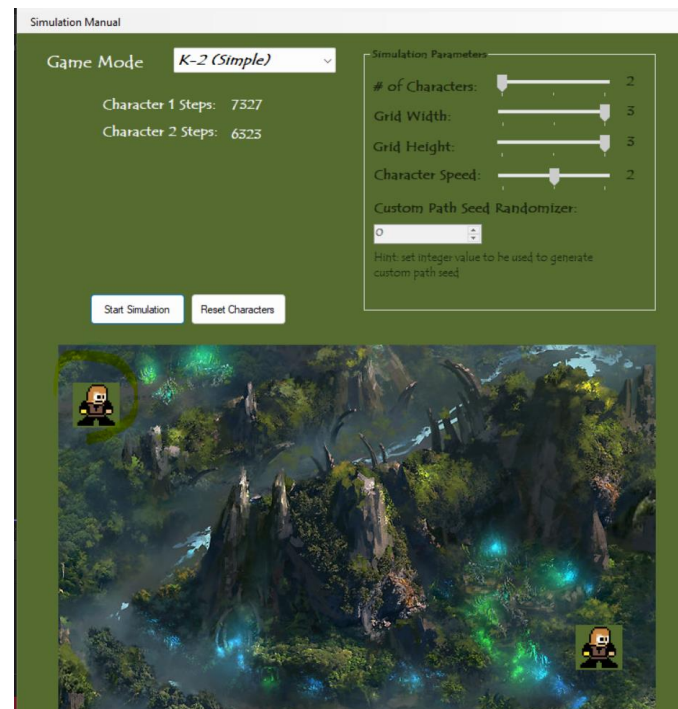 Simulation Manual
Game Mode K-2 (Simple)
Character 1 Steps: 7327
Character 2 Steps: 6323
Simulation Parameters
# of Characters: 2
Grid Width: 3
Grid Height: 3
Character Speed: 2
Custom Path Seed Randomizer:
0
Hint: set integer value to be used to generate
custom path seed
Start Simulation Reset Characters